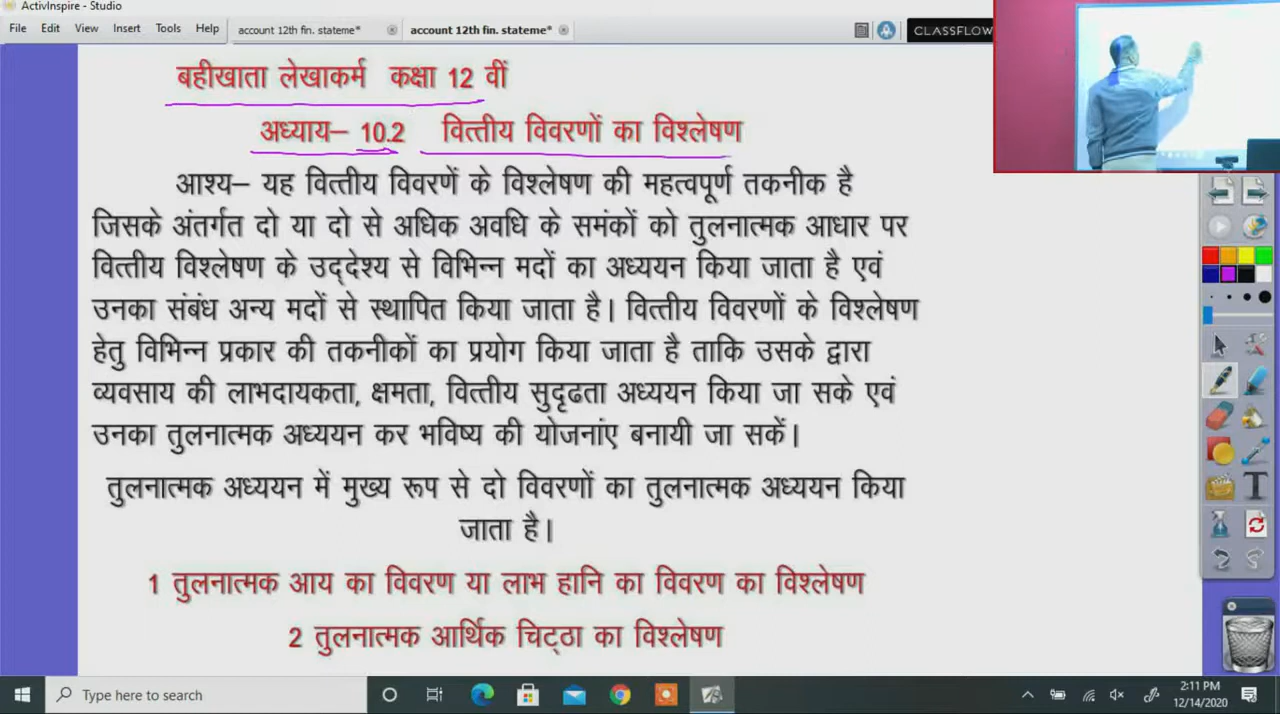 ActivInspire - Studio
File Edit View Insert Tools Help account 12th fin. stateme* account 12th fin. stateme* CLASSFLOW
बहीखाता लेखाकर्म कक्षा 12 वीं
अध्याय– 10.2 वित्तीय विवरणों का विश्लेषण
आश्य– यह वित्तीय विवरणें के विश्लेषण की महत्वपूर्ण तकनीक है
जिसके अंतर्गत दो या दो से अधिक अवधि के समंकों को तुलनात्मक आधार पर
वित्तीय विश्लेषण के उद्देश्य से विभिन्न मदों का अध्ययन किया जाता है एवं
उनका संबंध अन्य मदों से स्थापित किया जाता है। वित्तीय विवरणों के विश्लेषण
हेतु विभिन्न प्रकार की तकनीकों का प्रयोग किया जाता है ताकि उसके द्वारा
व्यवसाय की लाभदायकता, क्षमता, वित्तीय सुदृढता अध्ययन किया जा सके एवं
उनका तुलनात्मक अध्ययन कर भविष्य की योजनांए बनायी जा सकें।
तुलनात्मक अध्ययन में मुख्य रूप से दो विवरणों का तुलनात्मक अध्ययन किया
जाता है।
1 तुलनात्मक आय का विवरण या लाभ हानि का विवरण का विश्लेषण
2 तुलनात्मक आर्थिक चिट्ठा का विश्लेषण
Type here to search
2:11 PM
12/14/2020